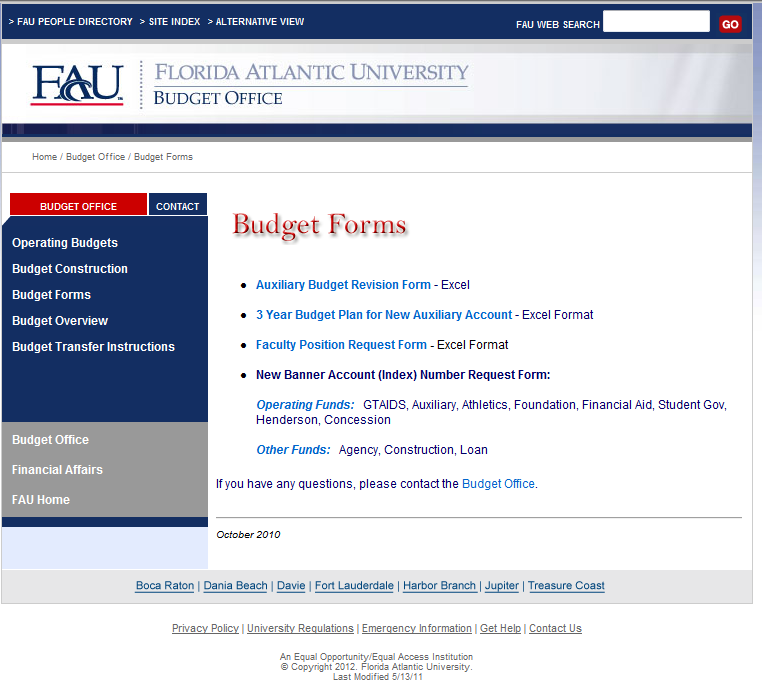 > FAU PEOPLE DIRECTORY > SITE INDEX > ALTERNATIVE VIEW FAU WEB SEARCH GO
FAU™ FLORIDA ATLANTIC UNIVERSITY
BUDGET OFFICE
Home / Budget Office / Budget Forms
BUDGET OFFICE CONTACT
Operating Budgets
Budget Construction
Budget Forms
Budget Overview
Budget Transfer Instructions
Budget Office
Financial Affairs
FAU Home
Budget Forms
• Auxiliary Budget Revision Form - Excel
• 3 Year Budget Plan for New Auxiliary Account - Excel Format
• Faculty Position Request Form - Excel Format
• New Banner Account (Index) Number Request Form:
Operating Funds: GTAIDS, Auxiliary, Athletics, Foundation, Financial Aid, Student Gov,
Henderson, Concession
Other Funds: Agency, Construction, Loan
If you have any questions, please contact the Budget Office.
October 2010
Boca Raton | Dania Beach | Davie | Fort Lauderdale | Harbor Branch | Jupiter | Treasure Coast
Privacy Policy | University Regulations | Emergency Information | Get Help | Contact Us
An Equal Opportunity/Equal Access Institution
© Copyright 2012. Florida Atlantic University.
Last Modified 5/13/11